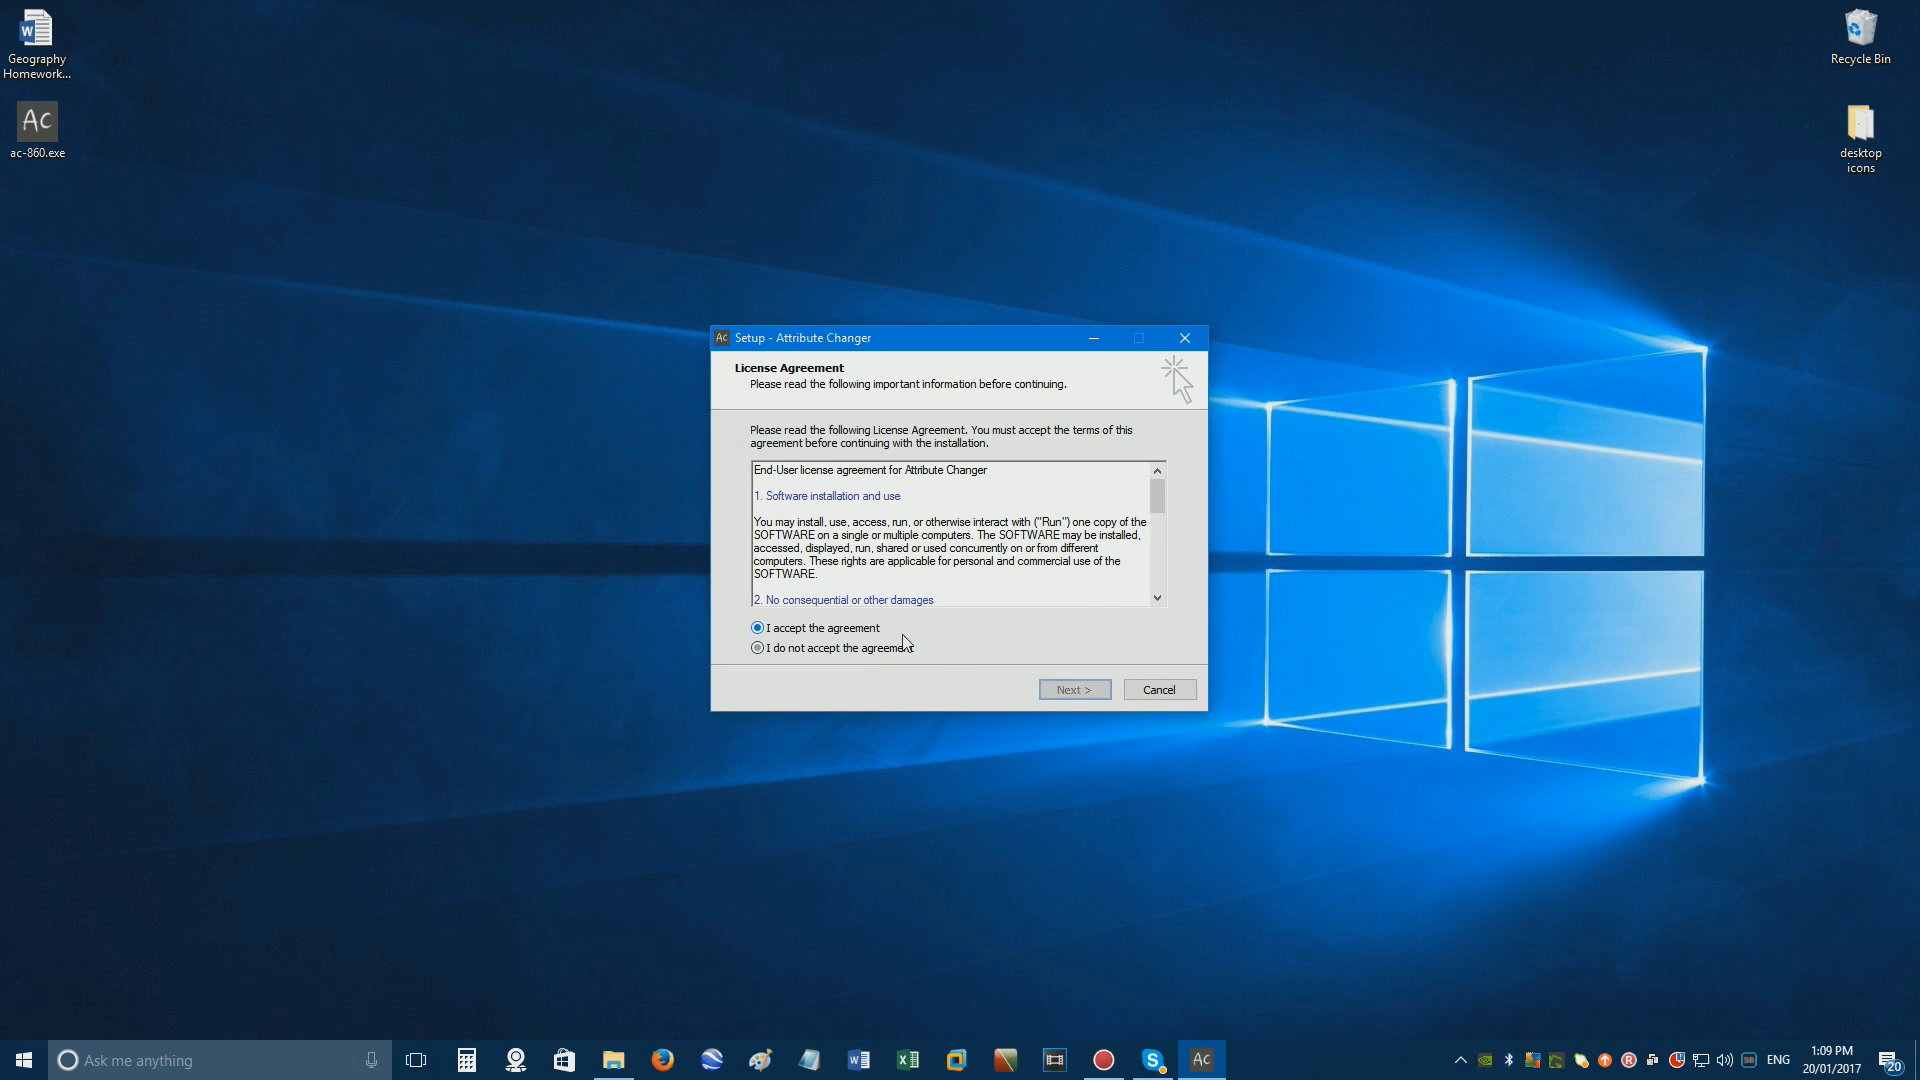 Geography
Homework...
Ac
ac-860.exe
Recycle Bin
desktop
icons
Ac Setup - Attribute Changer
License Agreement
Please read the following important information before continuing.
Please read the following License Agreement. You must accept the terms of this
agreement before continuing with the installation.
End-User license agreement for Attribute Changer
1. Software installation and use
You may install, use, access, run, or otherwise interact with ("Run") one copy of the
SOFTWARE on a single or multiple computers. The SOFTWARE may be installed,
accessed, displayed, run, shared or used concurrently on or from different
computers. These rights are applicable for personal and commercial use of the
SOFTWARE.
2. No consequential or other damages
I accept the agreement
I do not accept the agreement
Next >
Cancel
Ask me anything
Ac
ENG
1:09 PM
20/01/2017
20